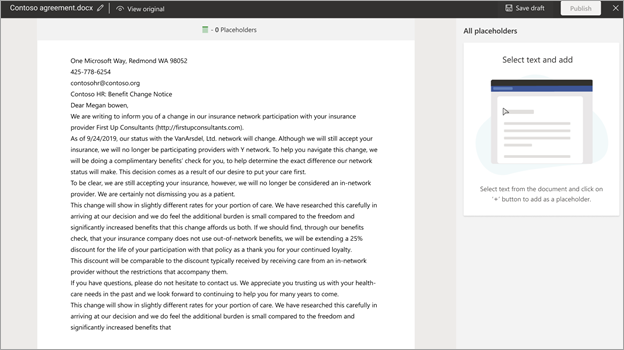 Contoso agreement.docx
View original
Save draft
Publish
- 0 Placeholders
One Microsoft Way, Redmond WA 98052
425-778-6254
contosohr@contoso.org
Contoso HR: Benefit Change Notice
Dear Megan bowen,
We are writing to inform you of a change in our insurance network participation with your insurance
provider First Up Consultants (http://firstupconsultants.com).
As of 9/24/2019, our status with the VanArsdel, Ltd. network will change. Although we will still accept your
insurance, we will no longer be participating providers with Y network. To help you navigate this change, we
will be doing a complimentary benefits' check for you, to help determine the exact difference our network
status will make. This decision comes as a result of our desire to put your care first.
To be clear, we are still accepting your insurance, however, we will no longer be considered an in-network
provider. We are certainly not dismissing you as a patient.
This change will show in slightly different rates for your portion of care. We have researched this carefully in
arriving at our decision and we do feel the additional burden is small compared to the freedom and
significantly increased benefits that this change affords us both. If we should find, through our benefits
check, that your insurance company does not use out-of-network benefits, we will be extending a 25%
discount for the life of your participation with that policy as a thank you for your continued loyalty.
This discount will be comparable to the discount typically received by receiving care from an in-network
provider without the restrictions that accompany them.
If you have questions, please do not hesitate to contact us. We appreciate you trusting us with your health-
care needs in the past and we look forward to continuing to help you for many years to come.
This change will show in slightly different rates for your portion of care. We have researched this carefully in
arriving at our decision and we do feel the additional burden is small compared to the freedom and
significantly increased benefits that
All placeholders
Select text and add
Select text from the document and click on
'+' button to add as a placeholder.